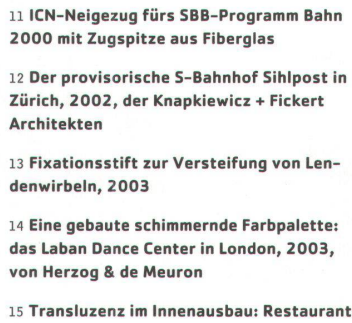 11 ICN-Neigezug fürs SBB-Programm Bahn
2000 mit Zugspitze aus Fiberglas
12 Der provisorische S-Bahnhof Sihlpost in
Zürich, 2002, der Knapkiewicz + Fickert
Architekten
13 Fixationsstift zur Versteifung von Len-
denwirbeln, 2003
14 Eine gebaute schimmernde Farbpalette:
das Laban Dance Center in London, 2003,
von Herzog & de Meuron
15 Transluzenz im Innenausbau: Restaurant